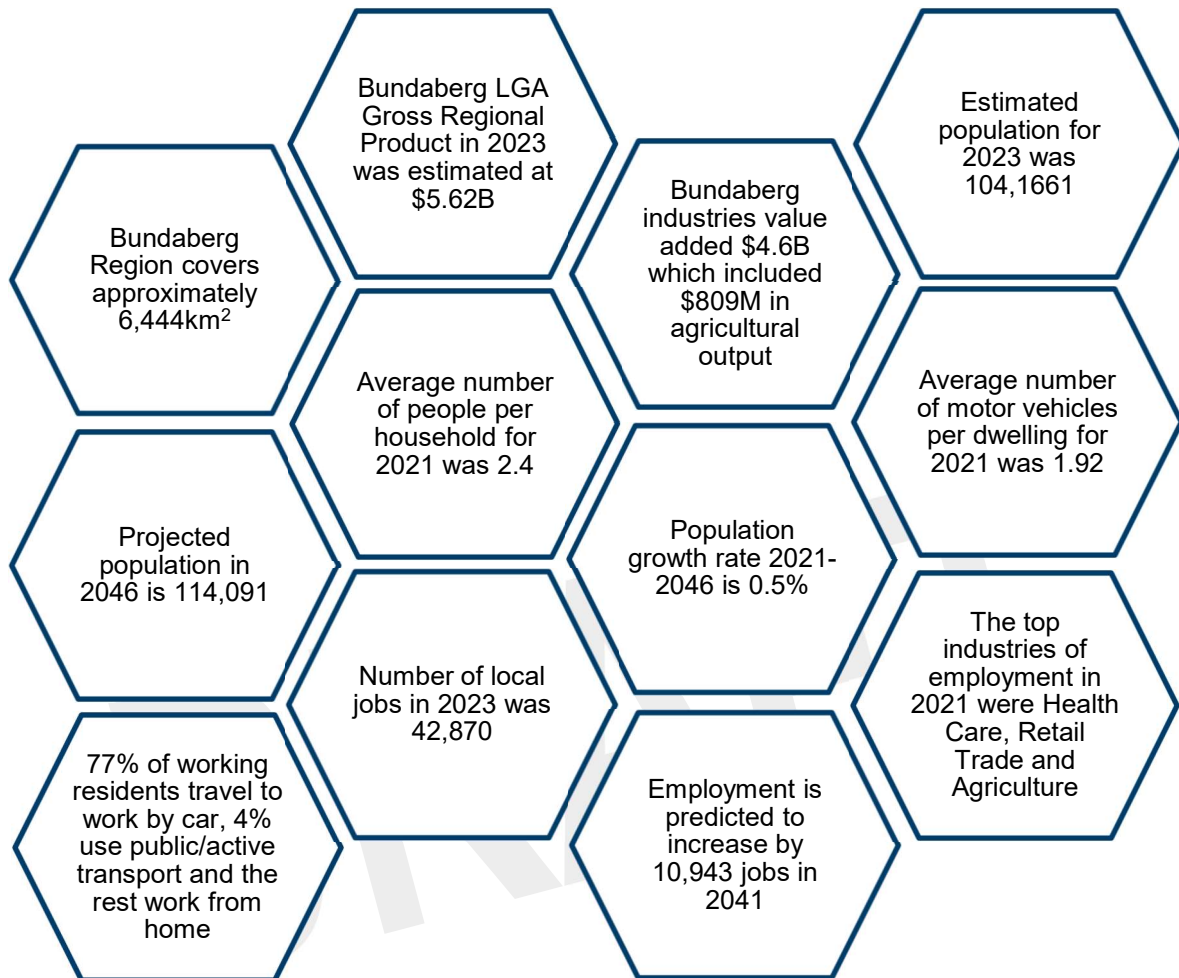 Bundaberg LGA
Gross Regional
Product in 2023
was estimated at
$5.62B
Estimated
population for
2023 was
104,1661
Bundaberg
Region covers
approximately
6,444km²
Bundaberg
industries value
added $4.6B
which included
$809M in
agricultural
output
Average number
of people per
household for
2021 was 2.4
Average number
of motor vehicles
per dwelling for
2021 was 1.92
Projected
population in
2046 is 114,091
Population
growth rate 2021-
2046 is 0.5%
Number of local
jobs in 2023 was
42,870
The top
industries of
employment in
2021 were Health
Care, Retail
Trade and
Agriculture
77% of working
residents travel to
work by car, 4%
use public/active
transport and the
rest work from
home
Employment is
predicted to
increase by
10,943 jobs in
2041